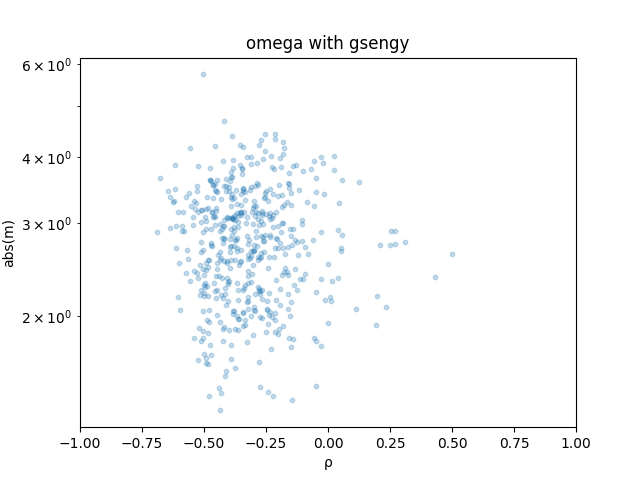 omega with gsengy
6 × 10⁰
4 × 10⁰
3 × 10⁰
2 × 10⁰
abs(m)
−1.00 −0.75 −0.50 −0.25 0.00 0.25 0.50 0.75 1.00
ρ